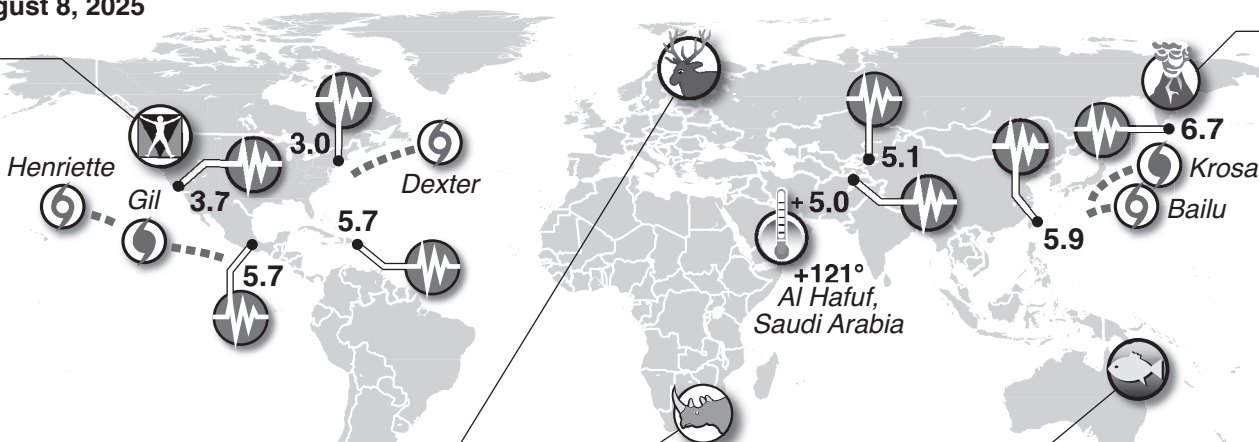 gust 8, 2025
3.0
6.7
Henriette
Dexter
5.1
Krosa
Gil
3.7
+5.0
Bailu
5.7
5.9
5.7
+121°
Al Hafuf,
Saudi Arabia